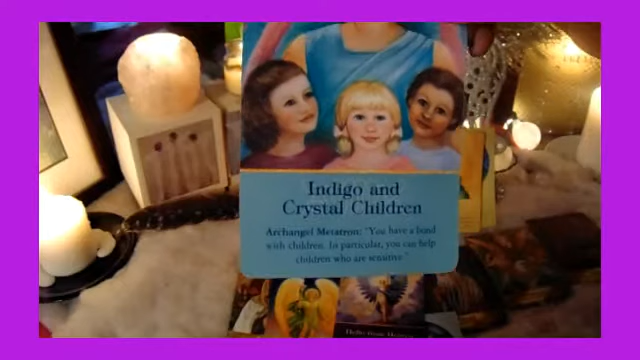 Indigo and
Crystal Children
Archangel Metatron: "You have a bond
with children. In particular, you can help
children who are sensitive."